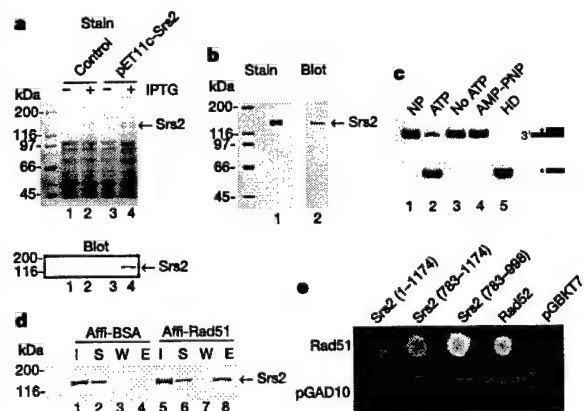 a
Stain
Control
pET11c-Srs2
kDa
− + − + IPTG
200-
116-
97-
66-
45-
← Srs2
1 2 3 4
Blot
200-
116-
← Srs2
b
kDa
Stain Blot
200-
116-
97-
66-
45-
← Srs2
1 2
c
NP
ATP
No ATP
AMP-PNP
HD
3'
*
*
1 2 3 4 5
d
Affi-BSA Affi-Rad51
kDa
I S W E I S W E
200-
116-
← Srs2
1 2 3 4 5 6 7 8
e
Srs2 (1–1174)
Srs2 (783–1174)
Srs2 (783–998)
Rad52
pGBKT7
Rad51
pGAD10